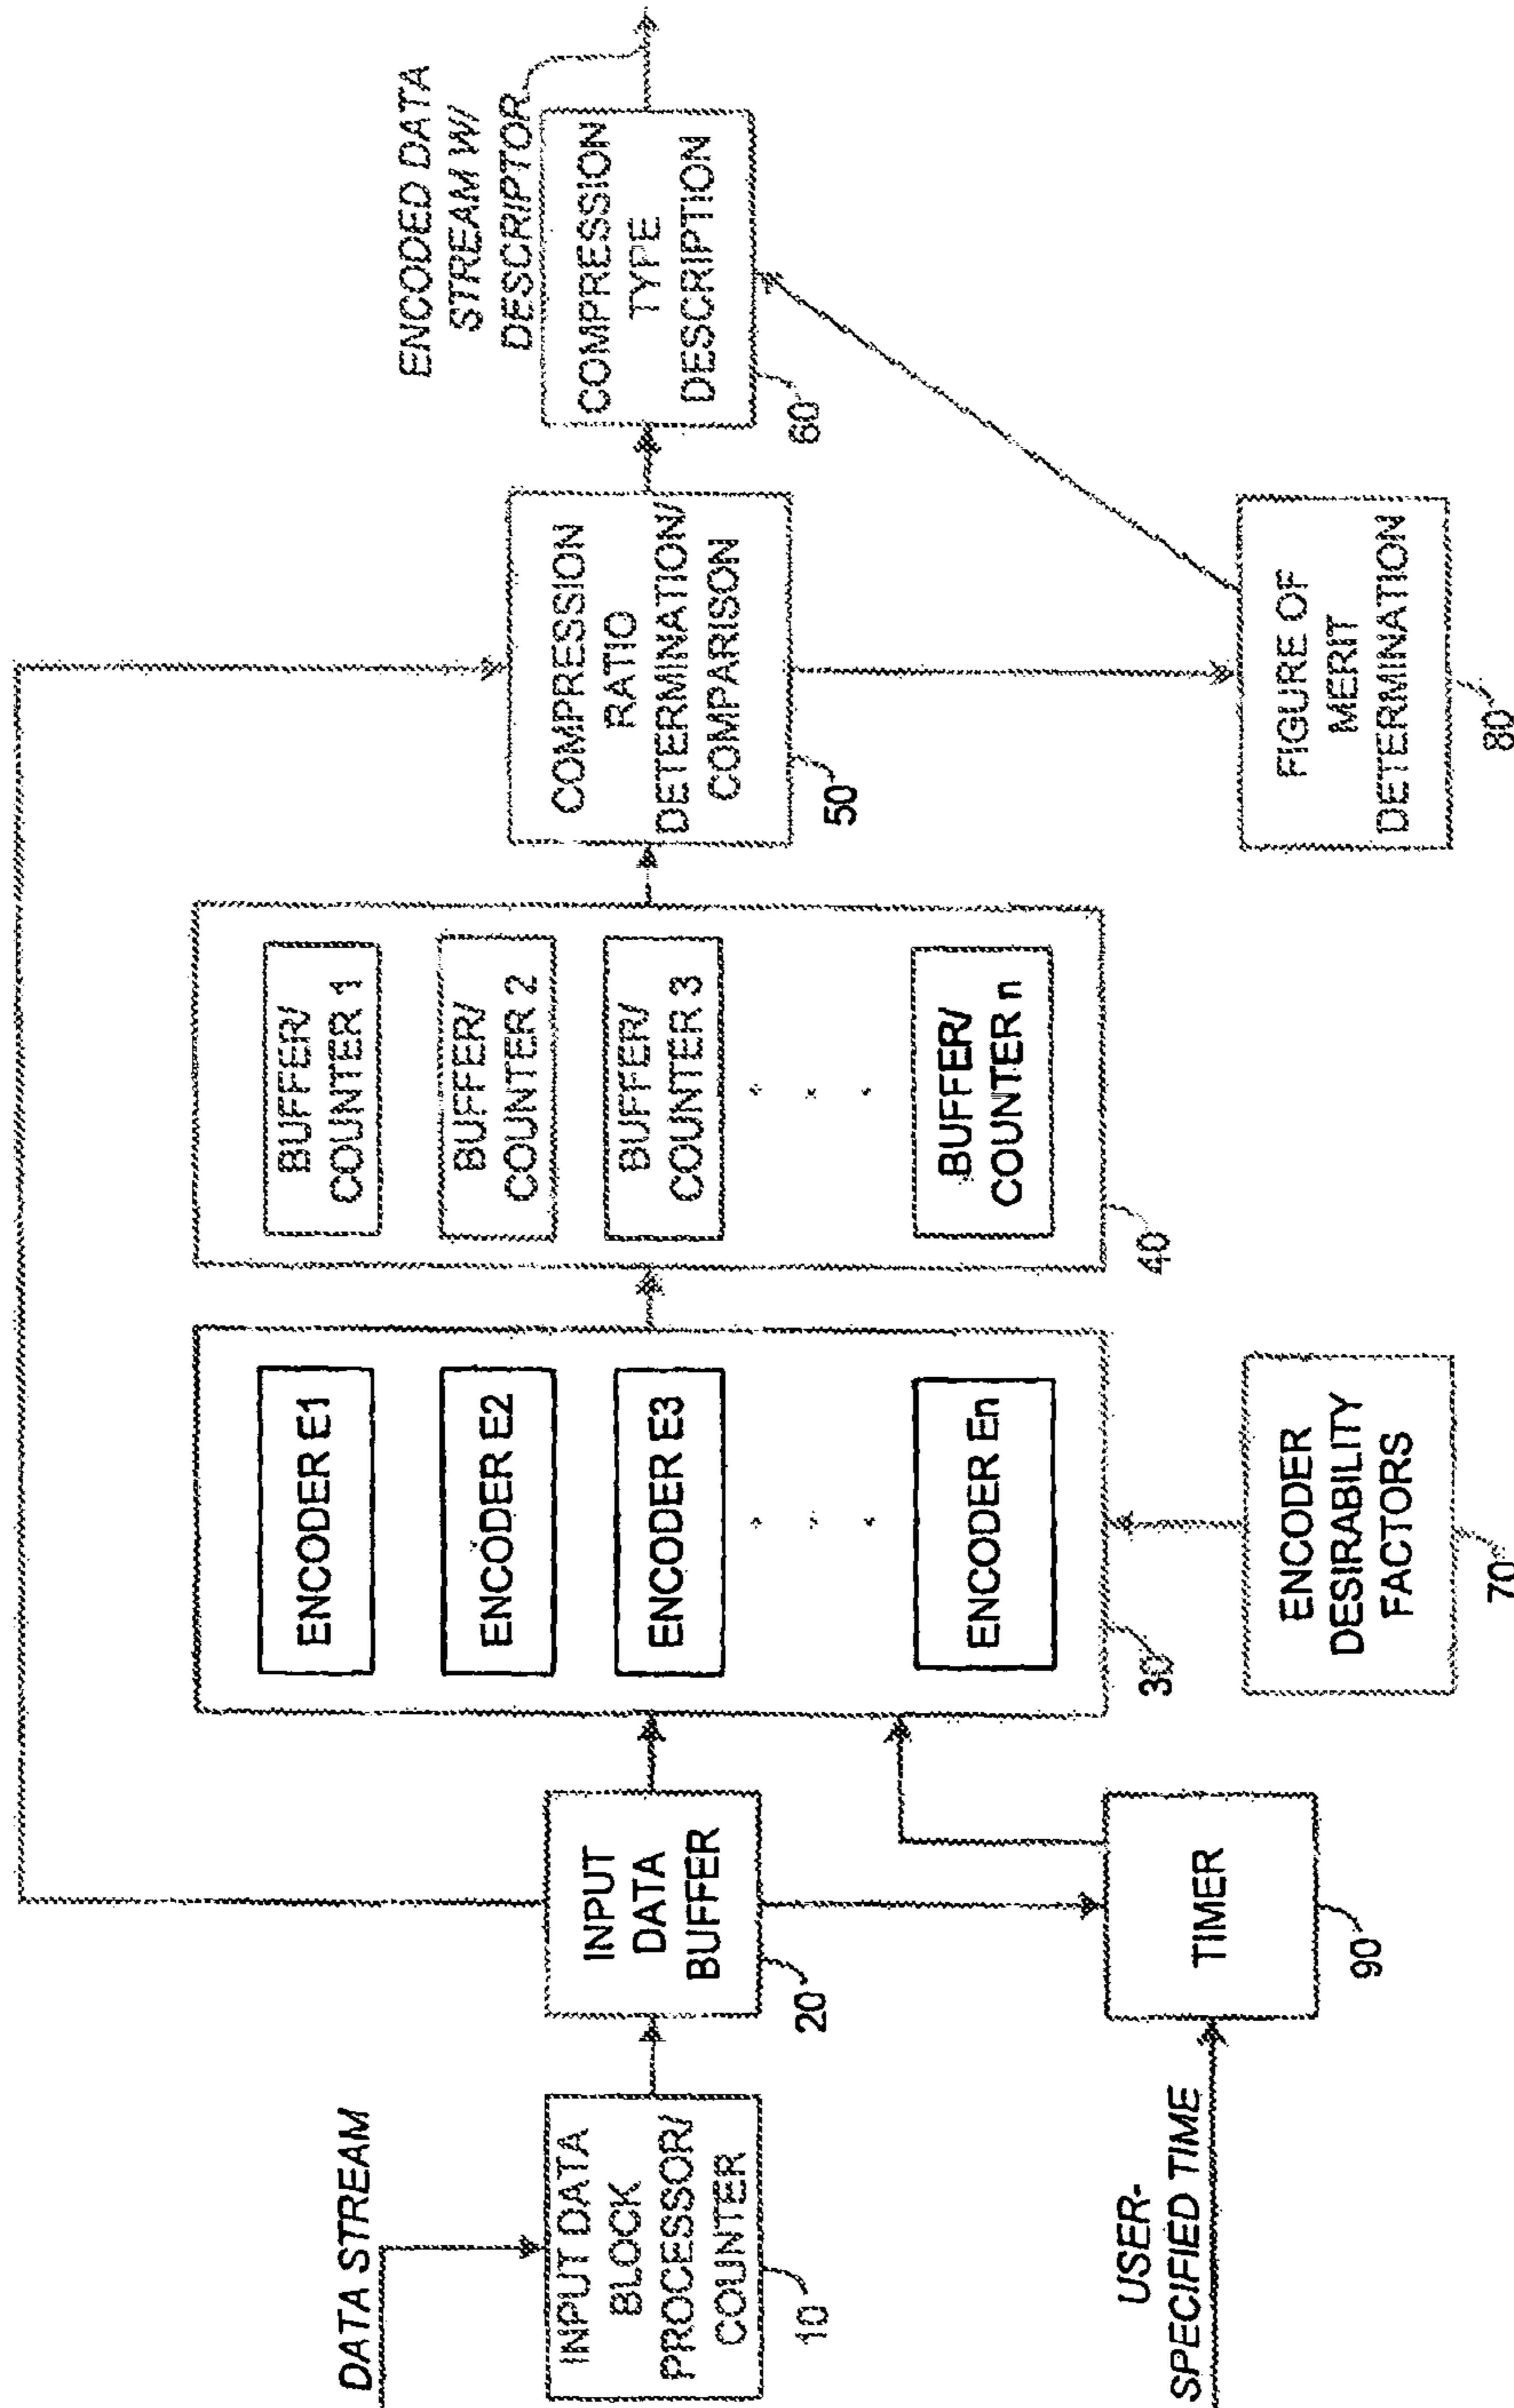 DATA STREAM
INPUT DATA
BLOCK
PROCESSOR/
COUNTER
10
INPUT
DATA
BUFFER
20
USER-
SPECIFIED TIME
TIMER
90
ENCODER E1
ENCODER E2
ENCODER E3
. . .
ENCODER En
30
ENCODER
DESIRABILITY
FACTORS
70
BUFFER/
COUNTER 1
BUFFER/
COUNTER 2
BUFFER/
COUNTER 3
. . .
BUFFER/
COUNTER n
40
COMPRESSION
RATIO
DETERMINATION/
COMPARISON
50
FIGURE OF
MERIT
DETERMINATION
80
COMPRESSION
TYPE
DESCRIPTION
60
ENCODED DATA
STREAM W/
DESCRIPTOR